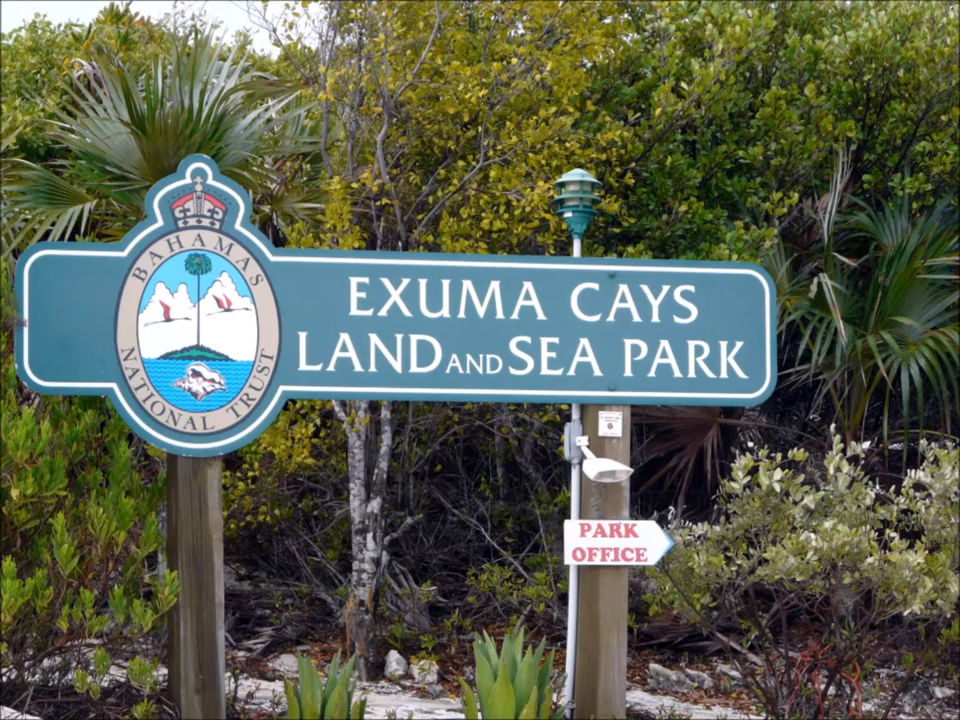 BAHAMAS
NATIONAL TRUST
EXUMA CAYS
LAND AND SEA PARK
PARK
OFFICE